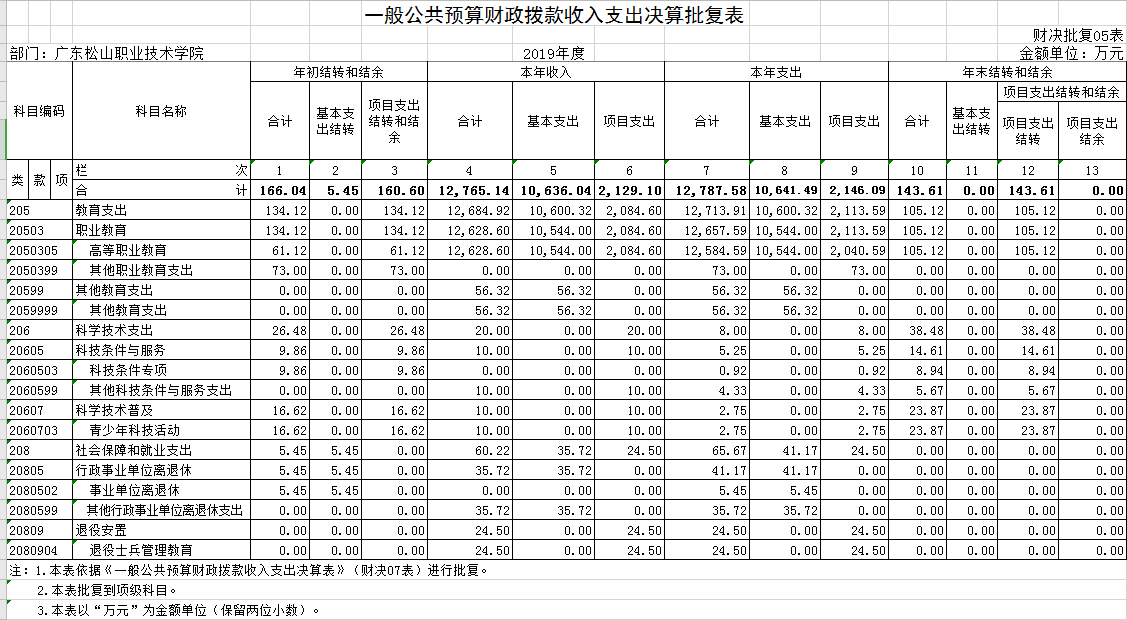 一般公共预算财政拨款收入支出决算批复表
财决批复05表
部门：广东松山职业技术学院 2019年度 金额单位：万元
科目编码 科目名称 年初结转和结余 本年收入 本年支出 年末结转和结余
合计 基本支出结转 项目支出结转和结余 合计 基本支出 项目支出 合计 基本支出 项目支出 合计 基本支出结转 项目支出结转和结余
项目支出结转 项目支出结余
类 款 项 栏次 1 2 3 4 5 6 7 8 9 10 11 12 13
合计 166.04 5.45 160.60 12,765.14 10,636.04 2,129.10 12,787.58 10,641.49 2,146.09 143.61 0.00 143.61 0.00
205 教育支出 134.12 0.00 134.12 12,684.92 10,600.32 2,084.60 12,713.91 10,600.32 2,113.59 105.12 0.00 105.12 0.00
20503 职业教育 134.12 0.00 134.12 12,628.60 10,544.00 2,084.60 12,657.59 10,544.00 2,113.59 105.12 0.00 105.12 0.00
2050305 高等职业教育 61.12 0.00 61.12 12,628.60 10,544.00 2,084.60 12,584.59 10,544.00 2,040.59 105.12 0.00 105.12 0.00
2050399 其他职业教育支出 73.00 0.00 73.00 0.00 0.00 0.00 73.00 0.00 73.00 0.00 0.00 0.00 0.00
20599 其他教育支出 0.00 0.00 0.00 56.32 56.32 0.00 56.32 56.32 0.00 0.00 0.00 0.00 0.00
2059999 其他教育支出 0.00 0.00 0.00 56.32 56.32 0.00 56.32 56.32 0.00 0.00 0.00 0.00 0.00
206 科学技术支出 26.48 0.00 26.48 20.00 0.00 20.00 8.00 0.00 8.00 38.48 0.00 38.48 0.00
20605 科技条件与服务 9.86 0.00 9.86 10.00 0.00 10.00 5.25 0.00 5.25 14.61 0.00 14.61 0.00
2060503 科技条件专项 9.86 0.00 9.86 0.00 0.00 0.00 0.92 0.00 0.92 8.94 0.00 8.94 0.00
2060599 其他科技条件与服务支出 0.00 0.00 0.00 10.00 0.00 10.00 4.33 0.00 4.33 5.67 0.00 5.67 0.00
20607 科学技术普及 16.62 0.00 16.62 10.00 0.00 10.00 2.75 0.00 2.75 23.87 0.00 23.87 0.00
2060703 青少年科技活动 16.62 0.00 16.62 10.00 0.00 10.00 2.75 0.00 2.75 23.87 0.00 23.87 0.00
208 社会保障和就业支出 5.45 5.45 0.00 60.22 35.72 24.50 65.67 41.17 24.50 0.00 0.00 0.00 0.00
20805 行政事业单位离退休 5.45 5.45 0.00 35.72 35.72 0.00 41.17 41.17 0.00 0.00 0.00 0.00 0.00
2080502 事业单位离退休 5.45 5.45 0.00 0.00 0.00 0.00 5.45 5.45 0.00 0.00 0.00 0.00 0.00
2080599 其他行政事业单位离退休支出 0.00 0.00 0.00 35.72 35.72 0.00 35.72 35.72 0.00 0.00 0.00 0.00 0.00
20809 退役安置 0.00 0.00 0.00 24.50 0.00 24.50 24.50 0.00 24.50 0.00 0.00 0.00 0.00
2080904 退役士兵管理教育 0.00 0.00 0.00 24.50 0.00 24.50 24.50 0.00 24.50 0.00 0.00 0.00 0.00
注：1.本表依据《一般公共预算财政拨款收入支出决算表》（财决07表）进行批复。
2.本表批复到项级科目。
3.本表以“万元”为金额单位（保留两位小数）。